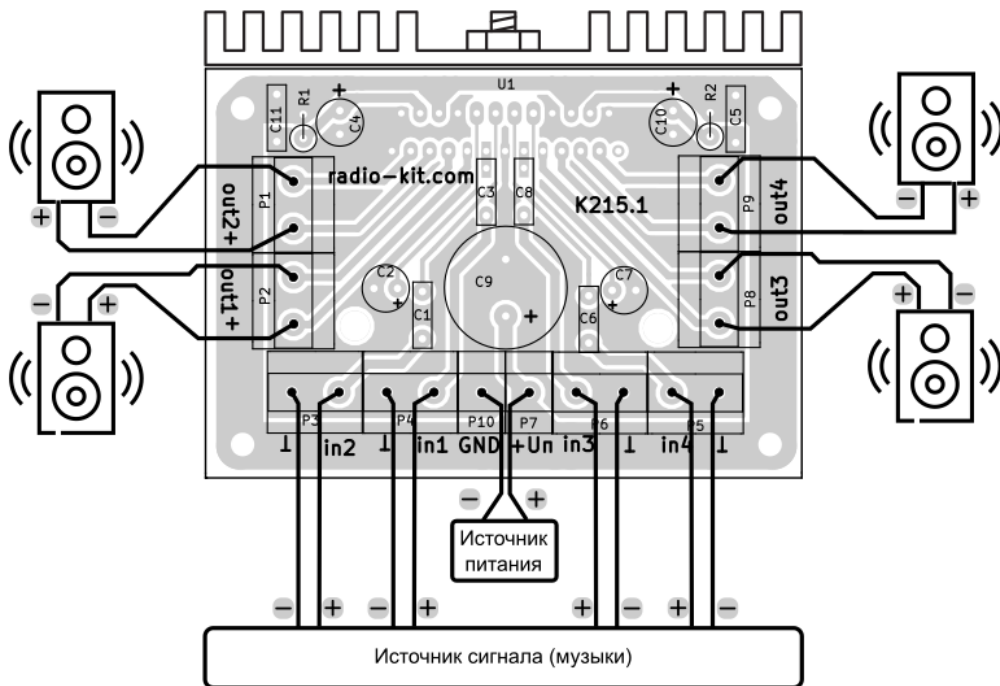 U1
C11
R1
+
C4
+
C10
R2
C5
radio-kit.com
C3
C8
K215.1
P1
out2+
P9
out4
+ −
− +
C2
+
C1
C9
+
C6
C7
+
P2
out1+
P8
out3
− +
+ −
P3
P4
P10
P7
P6
P5
⊥ in2 ⊥ in1 GND +Un in3 ⊥ in4 ⊥
− +
Источник
питания
− + − + + − + −
Источник сигнала (музыки)